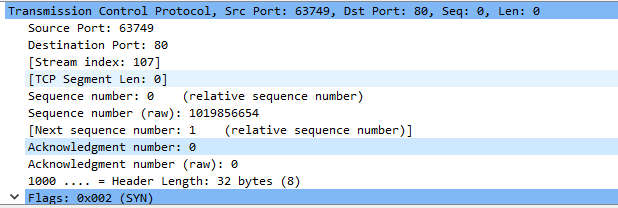 Transmission Control Protocol, Src Port: 63749, Dst Port: 80, Seq: 0, Len: 0
Source Port: 63749
Destination Port: 80
[Stream index: 107]
[TCP Segment Len: 0]
Sequence number: 0    (relative sequence number)
Sequence number (raw): 1019856654
[Next sequence number: 1    (relative sequence number)]
Acknowledgment number: 0
Acknowledgment number (raw): 0
1000 .... = Header Length: 32 bytes (8)
Flags: 0x002 (SYN)